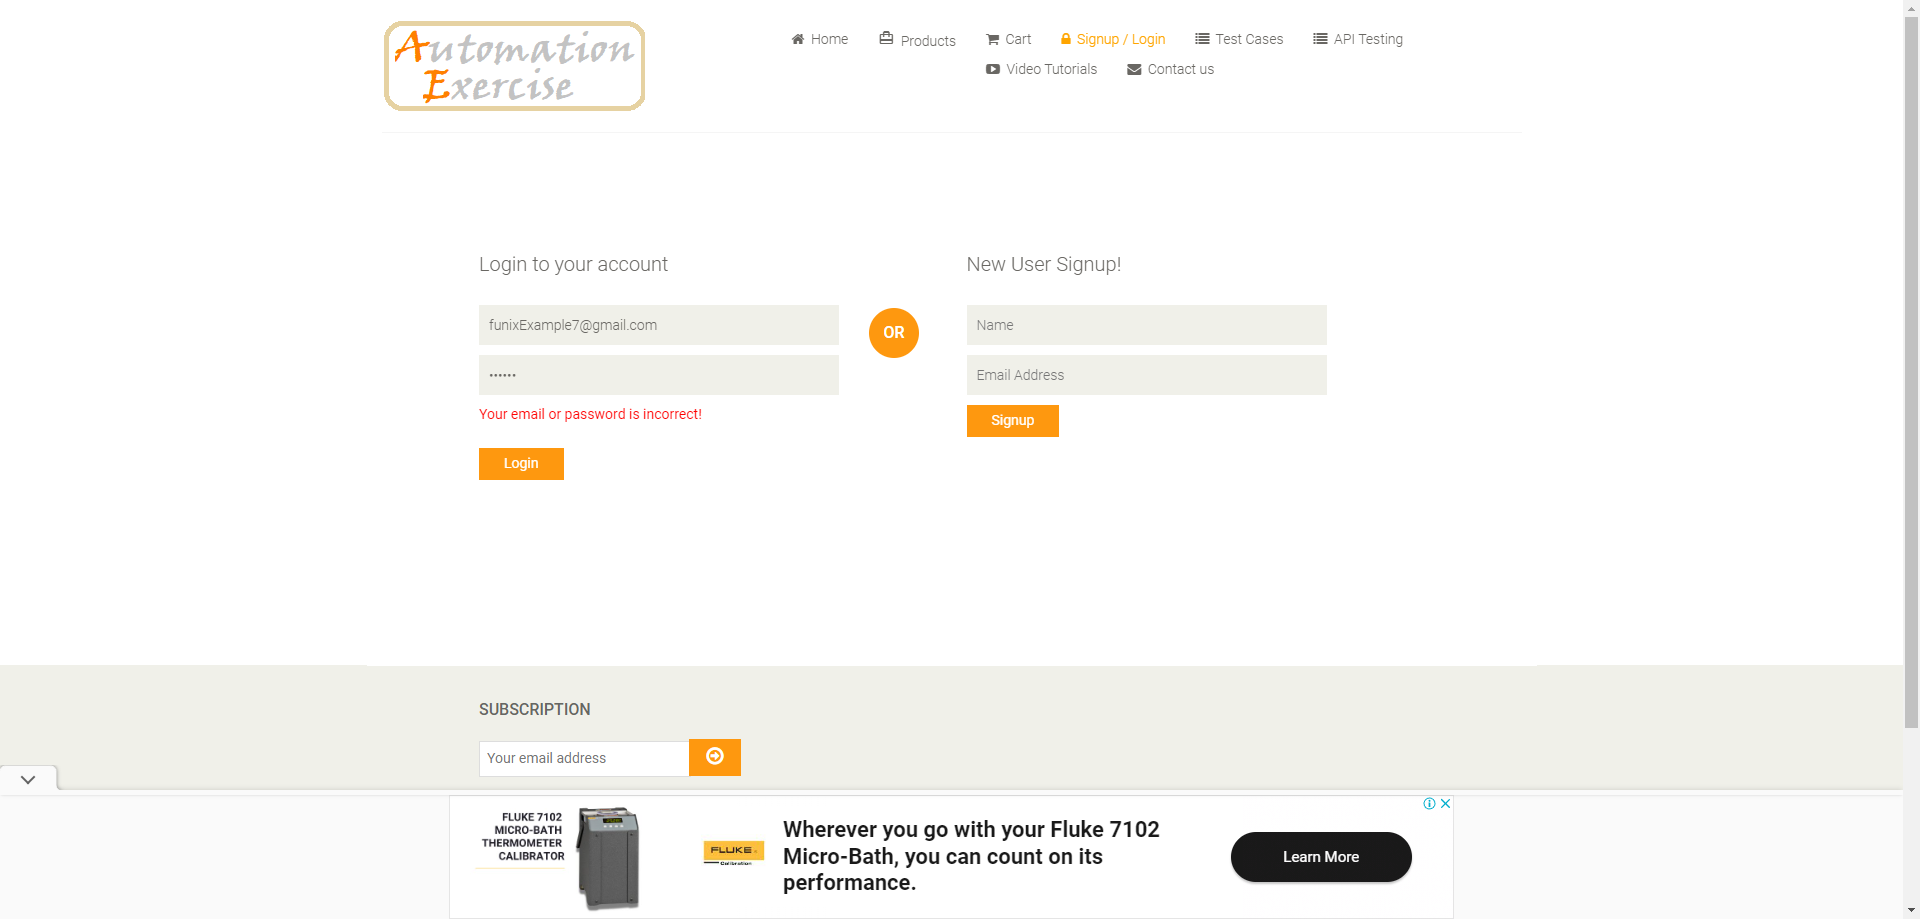 Automation
Exercise
Home
Products
Cart
Signup / Login
Test Cases
API Testing
Video Tutorials
Contact us
Login to your account
New User Signup!
funixExample7@gmail.com
OR
Name
••••••
Email Address
Your email or password is incorrect!
Signup
Login
SUBSCRIPTION
Your email address
FLUKE 7102
MICRO-BATH
THERMOMETER
CALIBRATOR
FLUKE
Calibration
Wherever you go with your Fluke 7102
Micro-Bath, you can count on its
performance.
Learn More